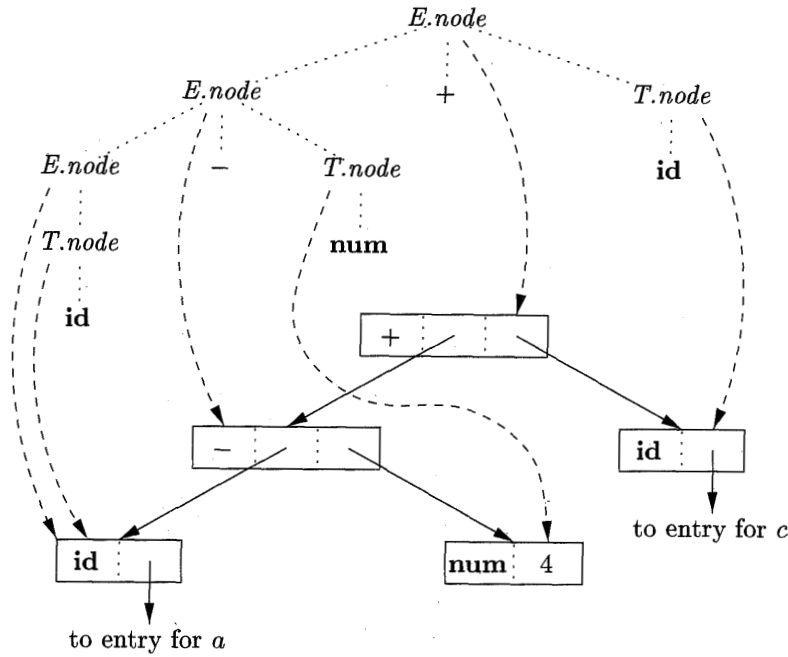 E.node
E.node + T.node
E.node − T.node id
T.node num
id
+
− id
to entry for c
id num 4
to entry for a